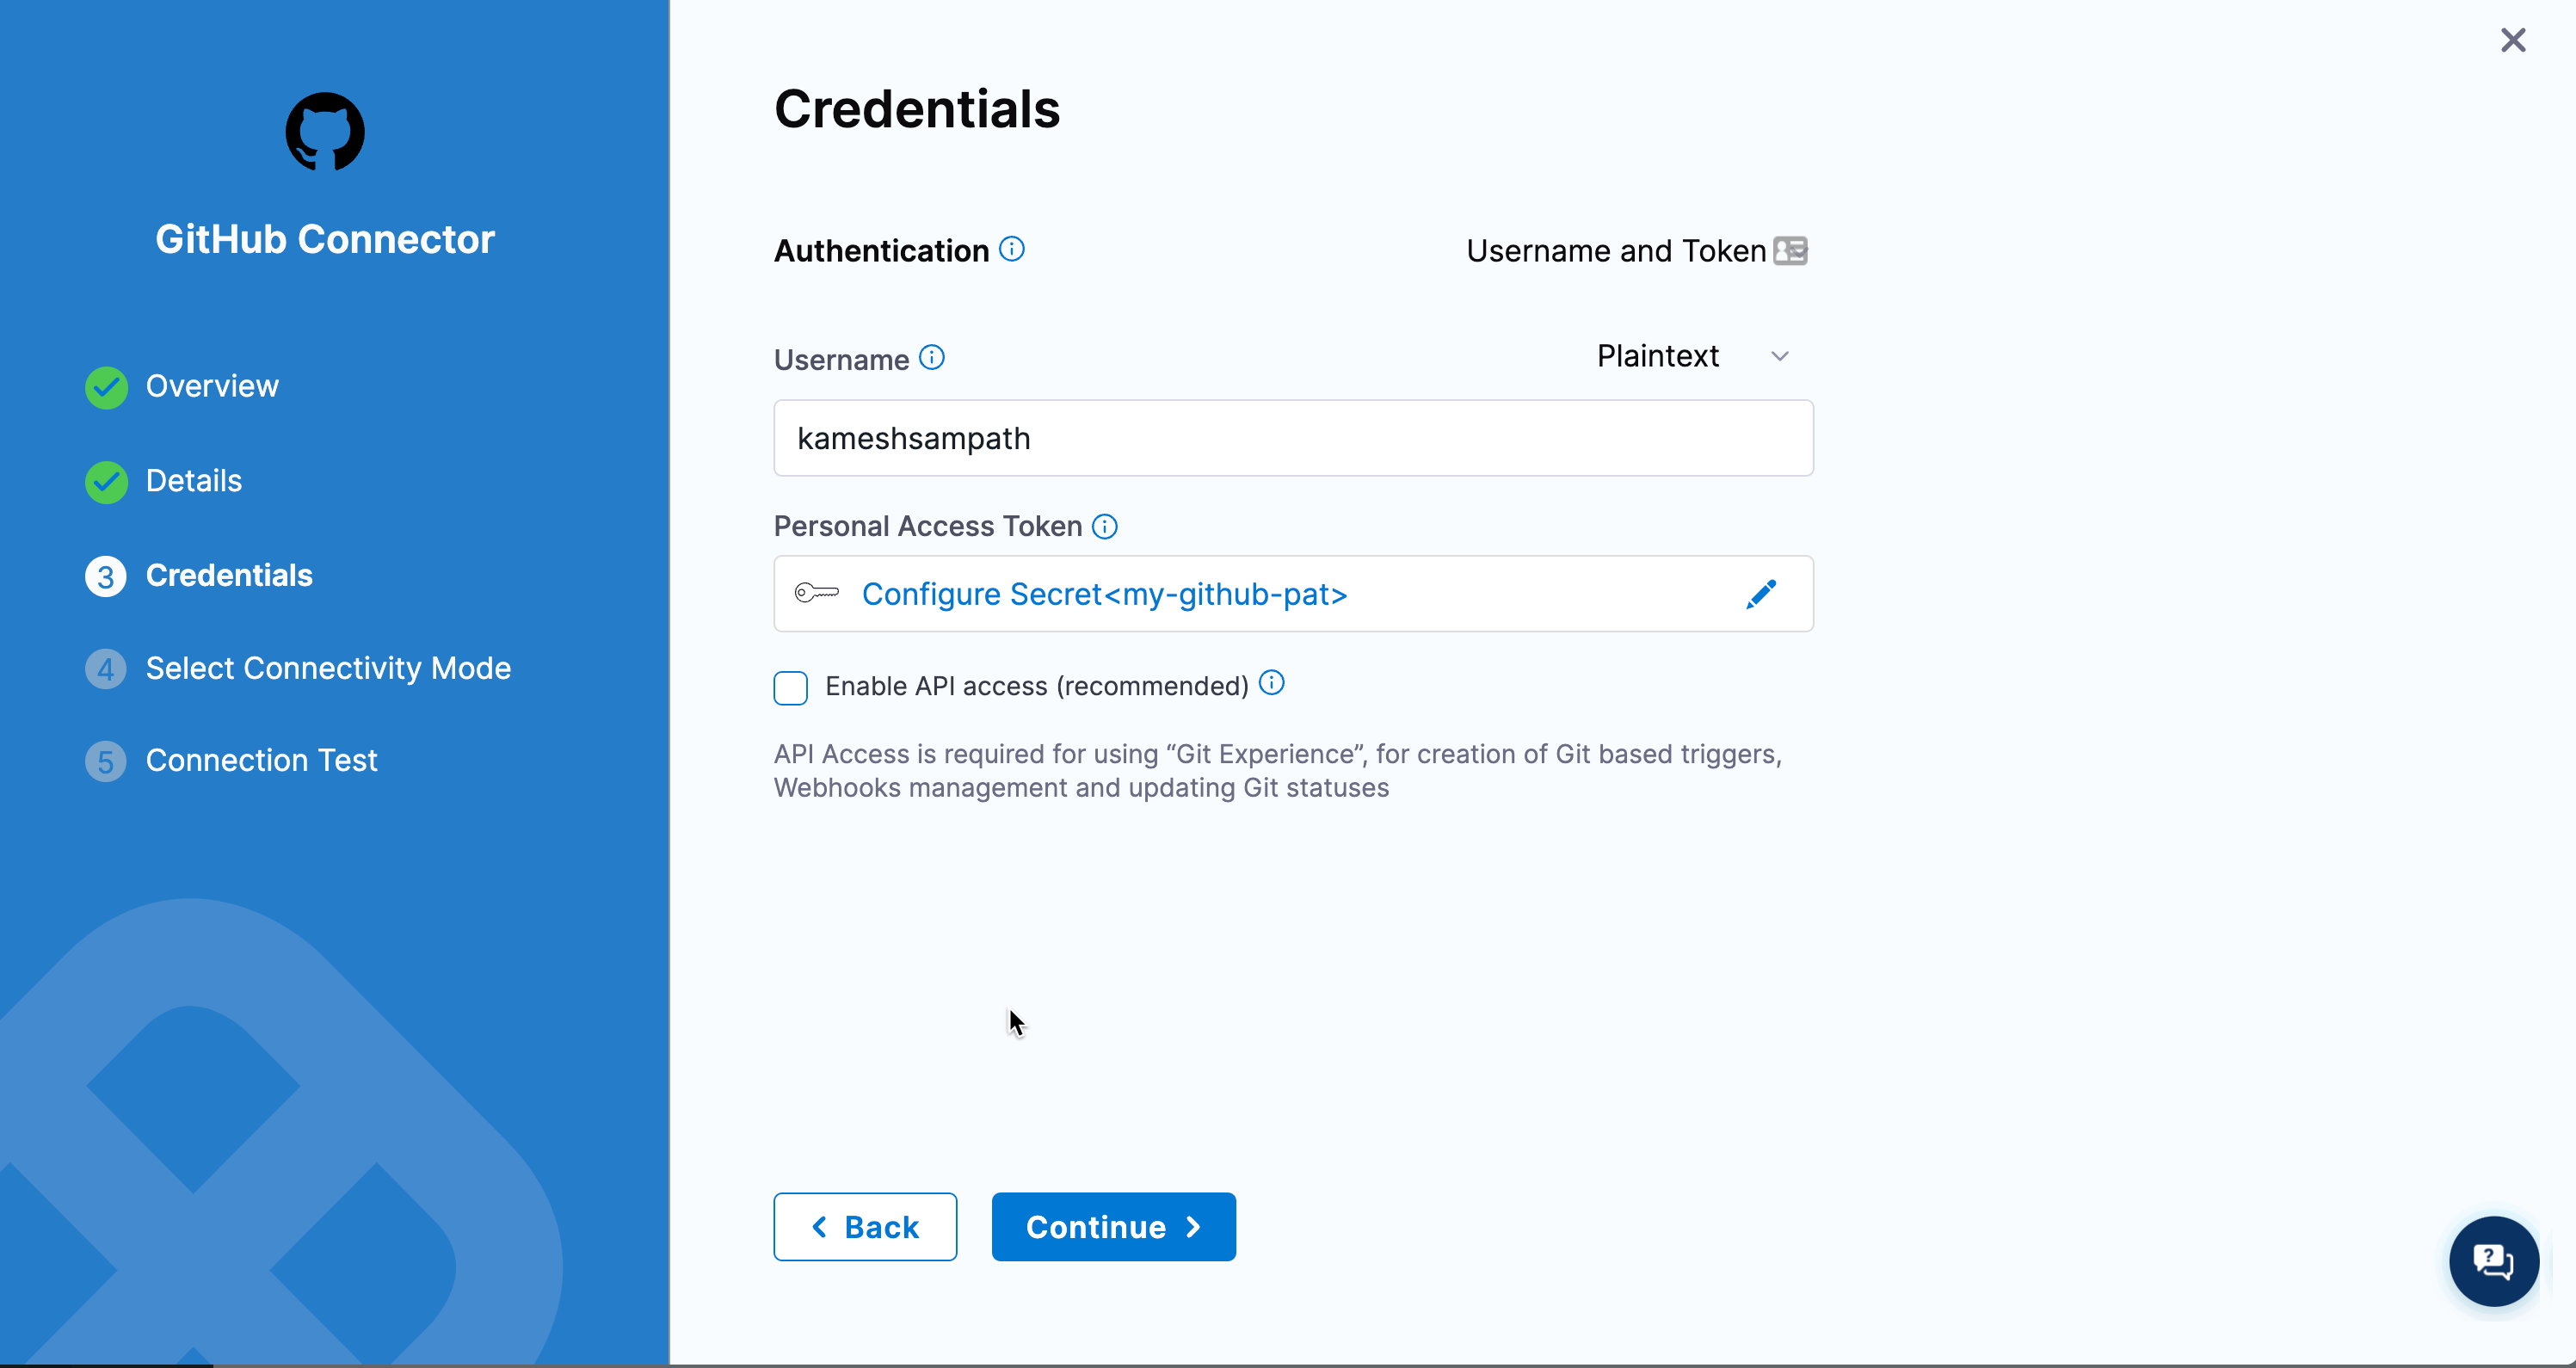 GitHub Connector
Overview
Details
3 Credentials
4 Select Connectivity Mode
5 Connection Test
Credentials
Authentication
Username and Token
Username
Plaintext
kameshsampath
Personal Access Token
Configure Secret<my-github-pat>
Enable API access (recommended)
API Access is required for using “Git Experience”, for creation of Git based triggers,
Webhooks management and updating Git statuses
Back
Continue